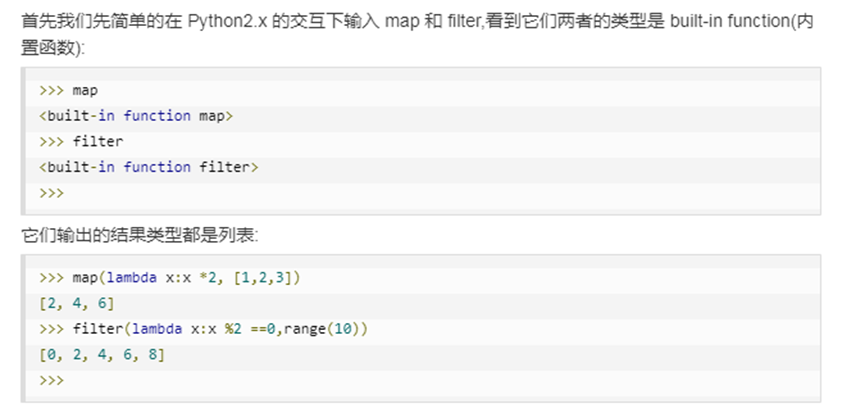 首先我们先简单的在 Python2.x 的交互下输入 map 和 filter,看到它们两者的类型是 built-in function(内
置函数):
>>> map
<built-in function map>
>>> filter
<built-in function filter>
>>>
它们输出的结果类型都是列表:
>>> map(lambda x:x *2, [1,2,3])
[2, 4, 6]
>>> filter(lambda x:x %2 ==0,range(10))
[0, 2, 4, 6, 8]
>>>